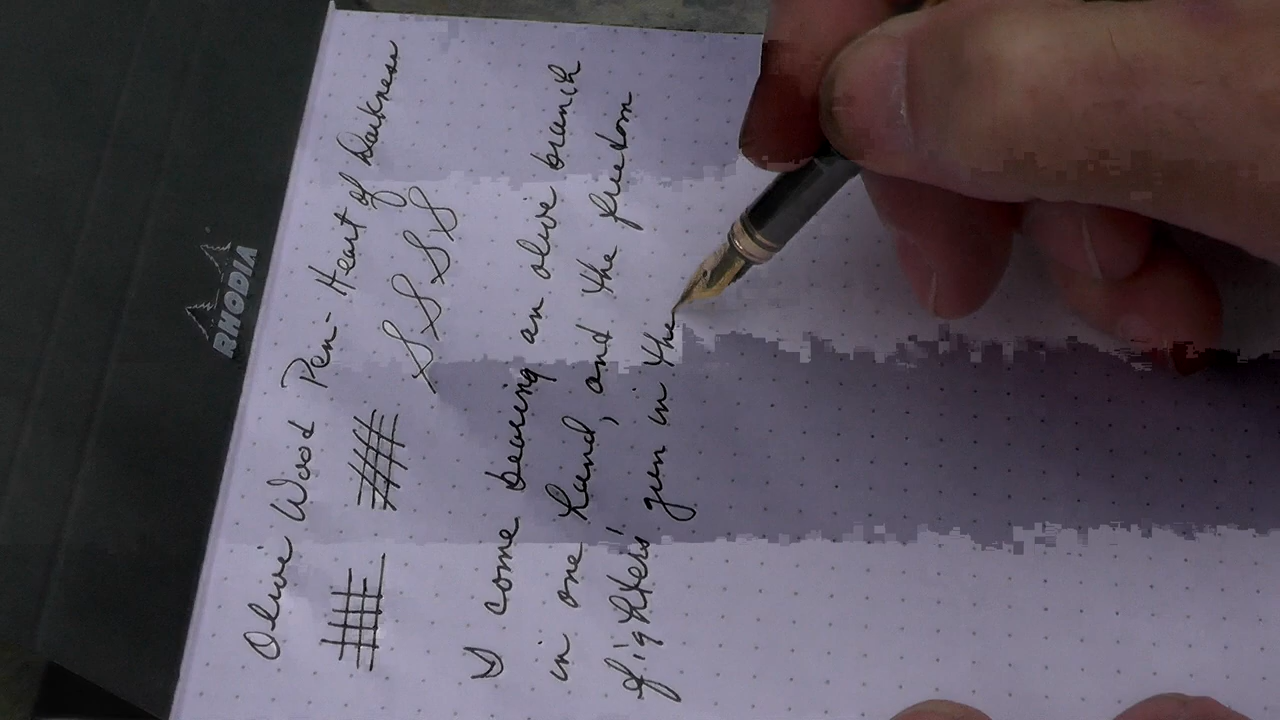 RHODIA
Olive Wood Pen - Heart of Darkness
S S S S
I come bearing an olive branch
in one hand, and the freedom
fighters' gun in the